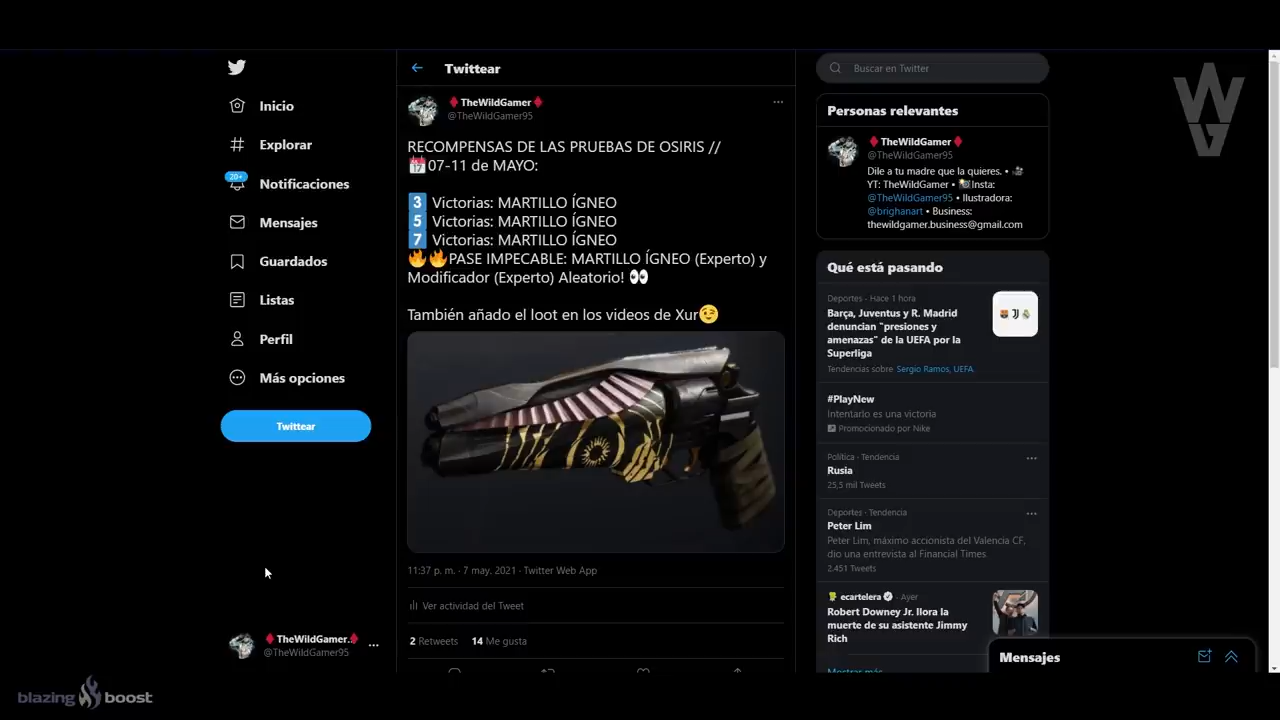 Inicio
Explorar
20+
Notificaciones
Mensajes
Guardados
Listas
Perfil
Más opciones
Twittear
TheWildGamer..
@TheWildGamer95
Twittear
TheWildGamer
@TheWildGamer95
RECOMPENSAS DE LAS PRUEBAS DE OSIRIS //
📅07-11 de MAYO:
3 Victorias: MARTILLO ÍGNEO
5 Victorias: MARTILLO ÍGNEO
7 Victorias: MARTILLO ÍGNEO
🔥🔥PASE IMPECABLE: MARTILLO ÍGNEO (Experto) y
Modificador (Experto) Aleatorio! 👀
También añado el loot en los videos de Xur😉
11:37 p. m. · 7 may. 2021 · Twitter Web App
Ver actividad del Tweet
2 Retweets 14 Me gusta
Buscar en Twitter
Personas relevantes
TheWildGamer
@TheWildGamer95
Dile a tu madre que la quieres. • 🎥
YT: TheWildGamer • 📸Insta:
@TheWildGamer95 • Ilustradora:
@brighanart • Business:
thewildgamer.business@gmail.com
Qué está pasando
Deportes · Hace 1 hora
Barça, Juventus y R. Madrid
denuncian "presiones y
amenazas" de la UEFA por la
Superliga
Tendencias sobre Sergio Ramos, UEFA
#PlayNew
Intentarlo es una victoria
Promocionado por Nike
Política · Tendencia
Rusia
25,5 mil Tweets
Deportes · Tendencia
Peter Lim
Peter Lim, máximo accionista del Valencia CF,
dio una entrevista al Financial Times
2.451 Tweets
ecartelera · Ayer
Robert Downey Jr. llora la
muerte de su asistente Jimmy
Rich
Mostrar más
Mensajes
WG
blazing boost